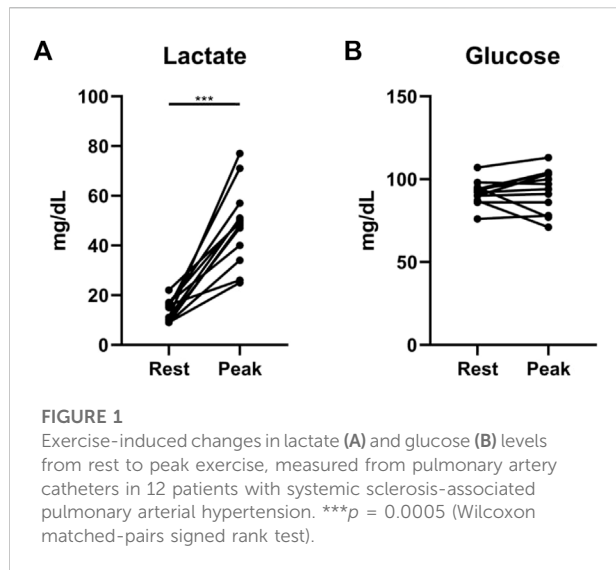 A
Lactate
100
80
60
40
20
0
mg/dL
***
Rest
Peak
B
Glucose
150
100
50
0
mg/dL
Rest
Peak
FIGURE 1
Exercise-induced changes in lactate (A) and glucose (B) levels
from rest to peak exercise, measured from pulmonary artery
catheters in 12 patients with systemic sclerosis-associated
pulmonary arterial hypertension. ***p = 0.0005 (Wilcoxon
matched-pairs signed rank test).